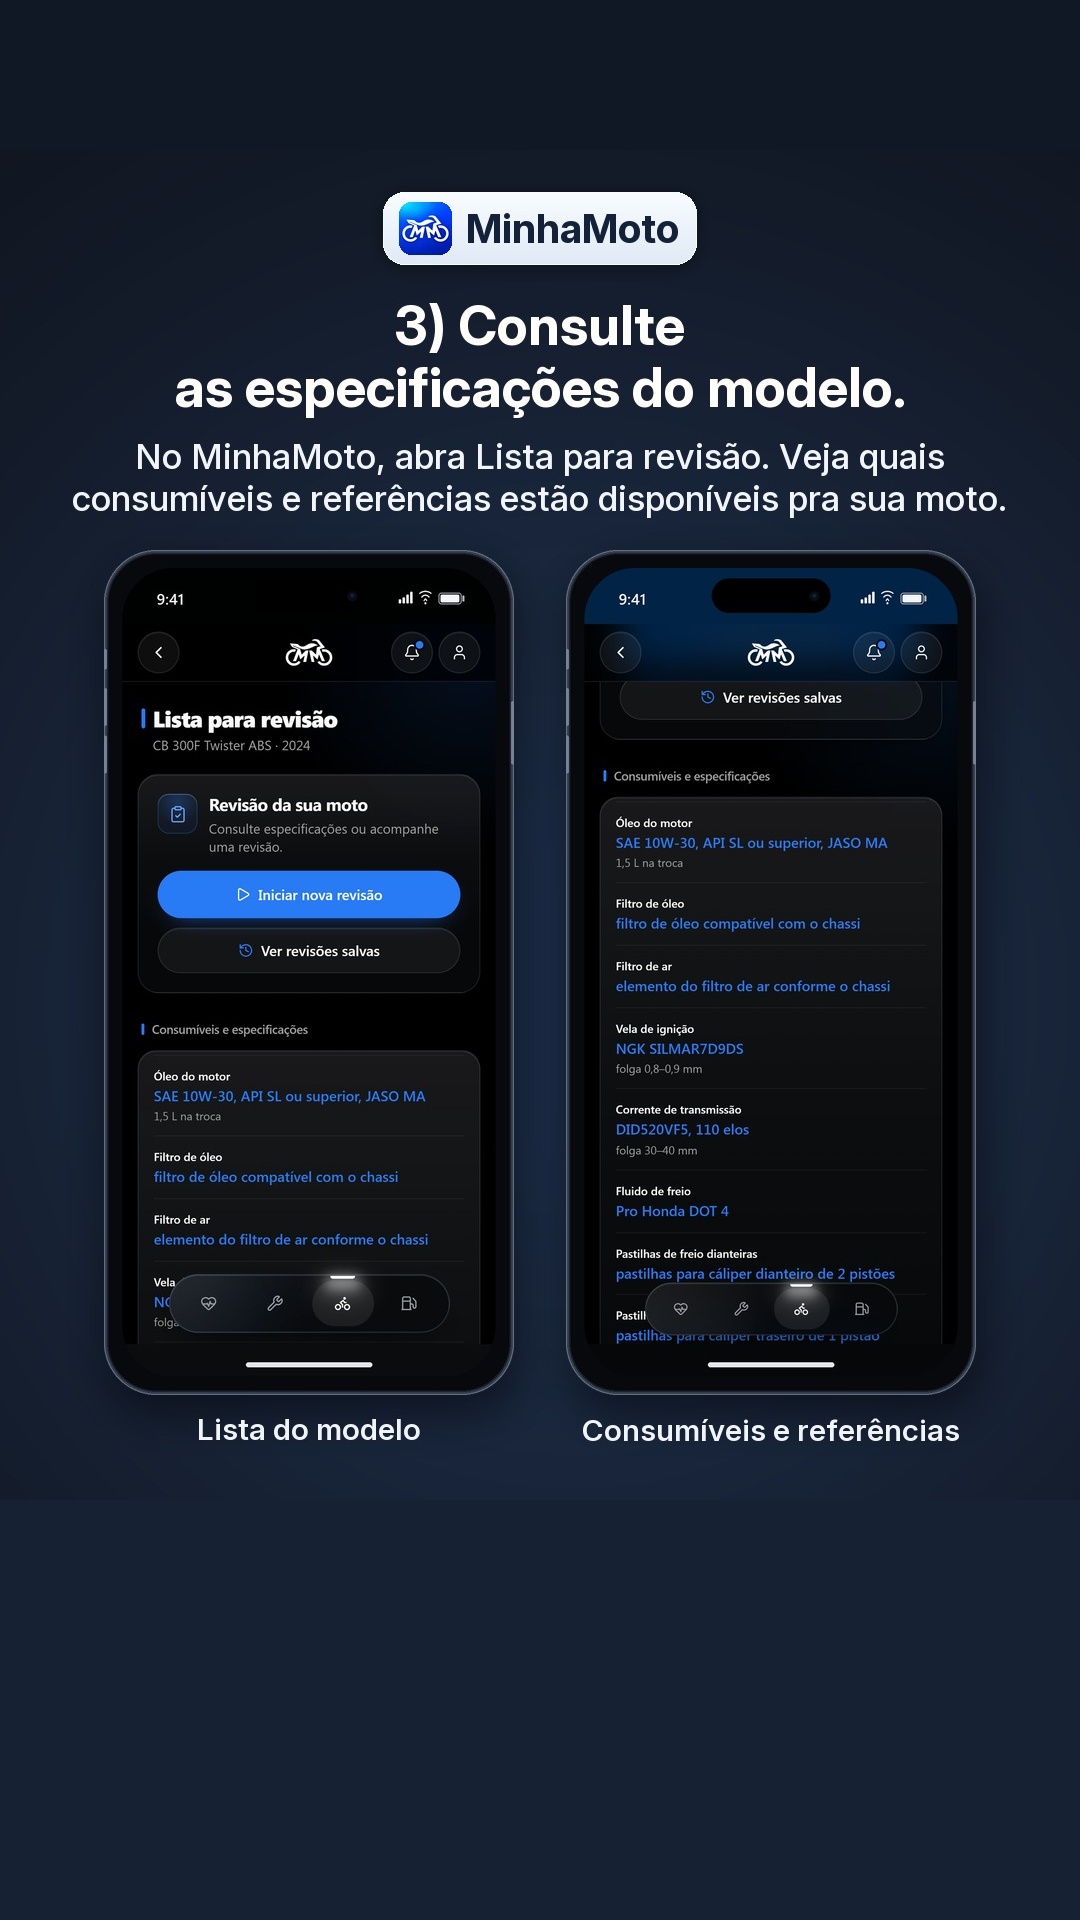 MinhaMoto
3) Consulte
as especificações do modelo.
No MinhaMoto, abra Lista para revisão. Veja quais
consumíveis e referências estão disponíveis pra sua moto.
9:41
Lista para revisão
CB 300F Twister ABS · 2024
Revisão da sua moto
Consulte especificações ou acompanhe
uma revisão.
Iniciar nova revisão
Ver revisões salvas
Consumíveis e especificações
Óleo do motor
SAE 10W-30, API SL ou superior, JASO MA
1,5 L na troca
Filtro de óleo
filtro de óleo compatível com o chassi
Filtro de ar
elemento do filtro de ar conforme o chassi
Vela
Lista do modelo
9:41
Ver revisões salvas
Consumíveis e especificações
Óleo do motor
SAE 10W-30, API SL ou superior, JASO MA
1,5 L na troca
Filtro de óleo
filtro de óleo compatível com o chassi
Filtro de ar
elemento do filtro de ar conforme o chassi
Vela de ignição
NGK SILMAR7D9DS
folga 0,8–0,9 mm
Corrente de transmissão
DID520VF5, 110 elos
folga 30–40 mm
Fluido de freio
Pro Honda DOT 4
Pastilhas de freio dianteiras
pastilhas para cáliper dianteiro de 2 pistões
pastilhas para cáliper traseiro de 1 pistão
Consumíveis e referências